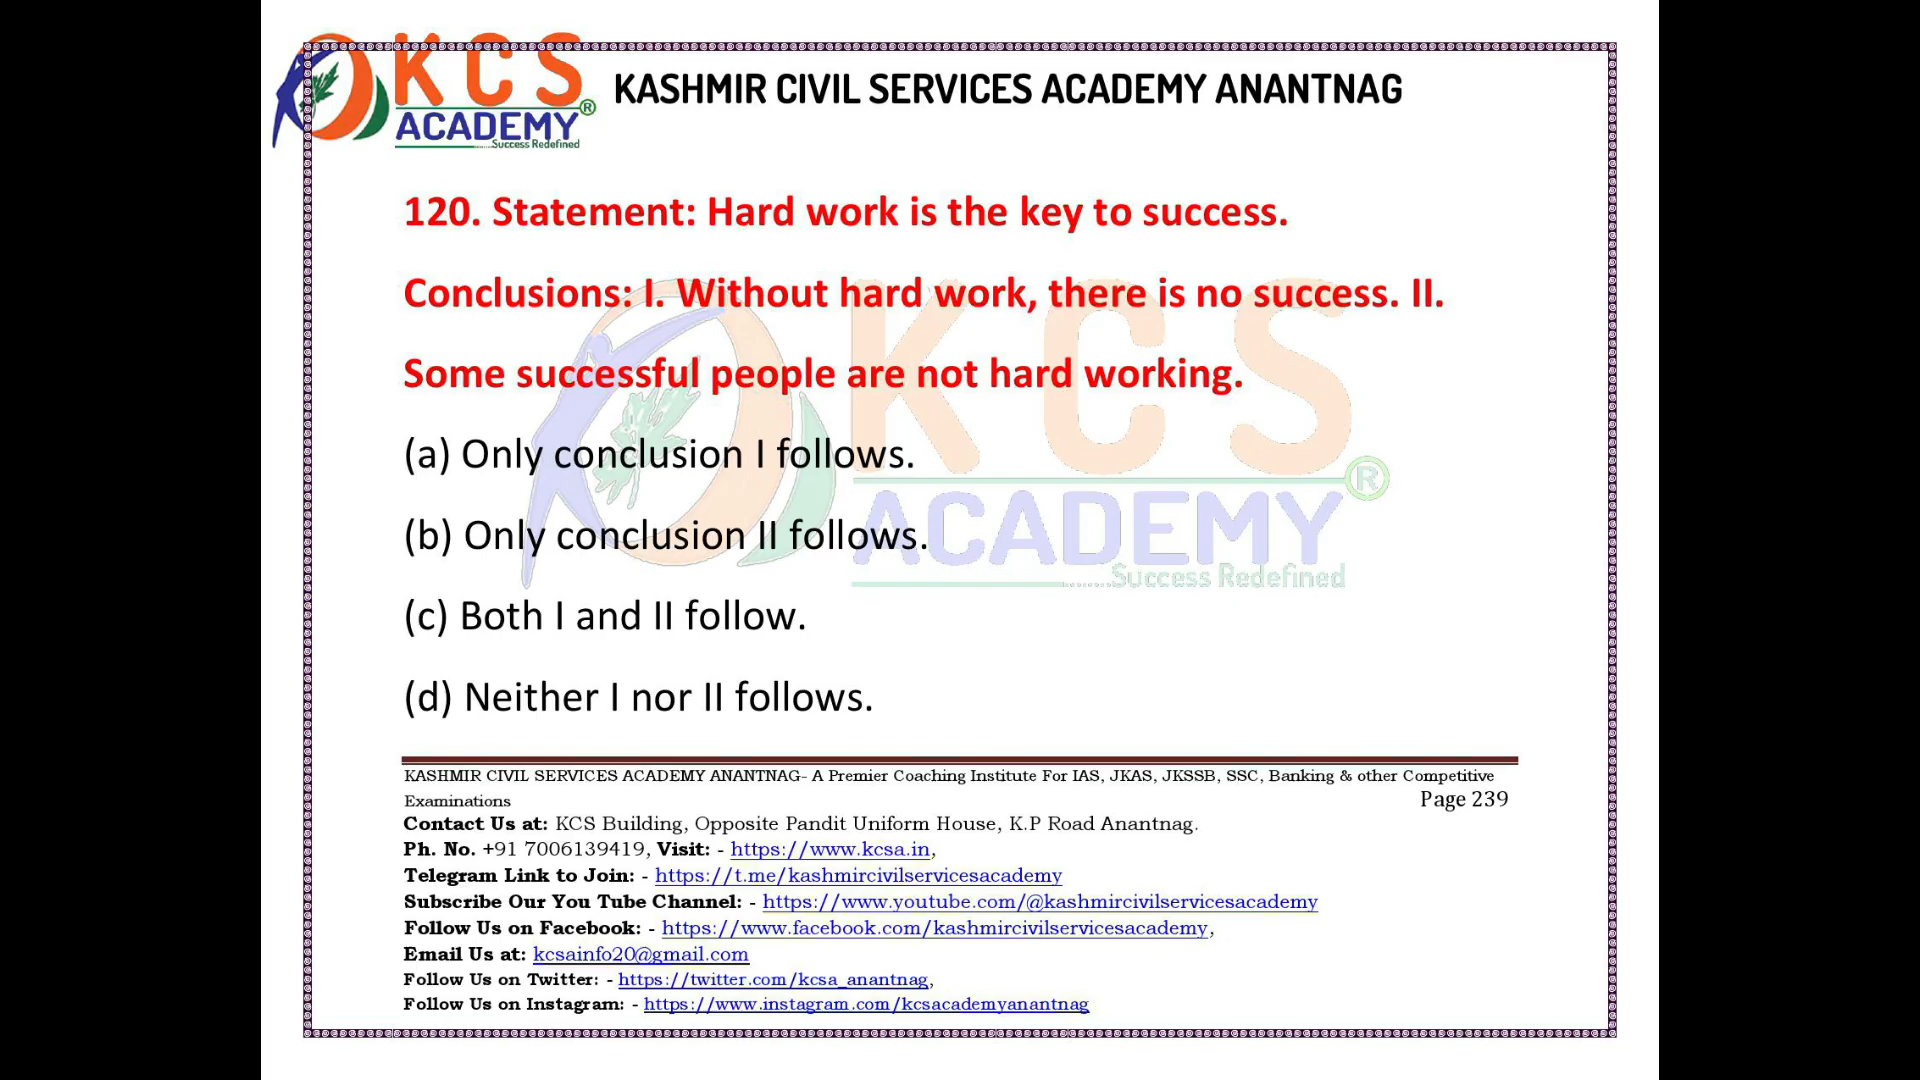 KCS
ACADEMY®
........Success Redefined
KASHMIR CIVIL SERVICES ACADEMY ANANTNAG
120. Statement: Hard work is the key to success.
Conclusions: I. Without hard work, there is no success. II.
Some successful people are not hard working.
(a) Only conclusion I follows.
(b) Only conclusion II follows.
(c) Both I and II follow.
(d) Neither I nor II follows.
KCS
ACADEMY®
........Success Redefined
KASHMIR CIVIL SERVICES ACADEMY ANANTNAG- A Premier Coaching Institute For IAS, JKAS, JKSSB, SSC, Banking & other Competitive
Examinations Page 239
Contact Us at: KCS Building, Opposite Pandit Uniform House, K.P Road Anantnag.
Ph. No. +91 7006139419, Visit: - https://www.kcsa.in,
Telegram Link to Join: - https://t.me/kashmircivilservicesacademy
Subscribe Our You Tube Channel: - https://www.youtube.com/@kashmircivilservicesacademy
Follow Us on Facebook: - https://www.facebook.com/kashmircivilservicesacademy,
Email Us at: kcsainfo20@gmail.com
Follow Us on Twitter: - https://twitter.com/kcsa_anantnag,
Follow Us on Instagram: - https://www.instagram.com/kcsacademyanantnag